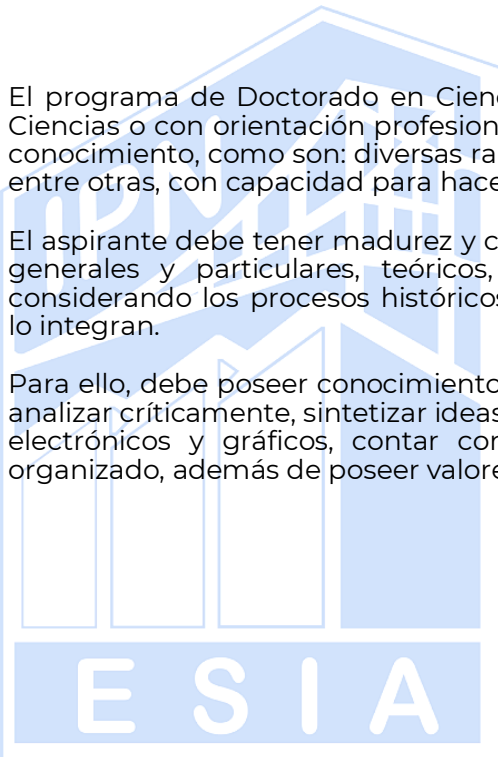 El programa de Doctorado en Cien
Ciencias o con orientación profesion
conocimiento, como son: diversas ra
entre otras, con capacidad para hace
El aspirante debe tener madurez y c
generales y particulares, teóricos,
considerando los procesos históricos
lo integran.
Para ello, debe poseer conocimiento
analizar críticamente, sintetizar ideas
electrónicos y gráficos, contar con
organizado, además de poseer valore
IPN
ESIA